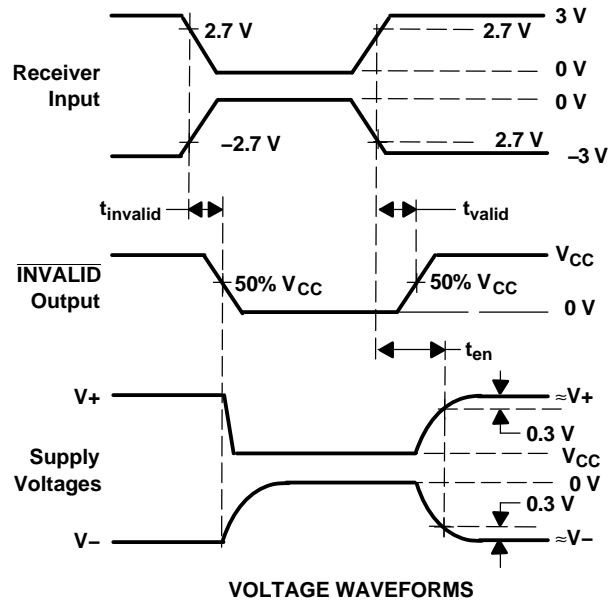 3 V
2.7 V
2.7 V
Receiver
Input
0 V
0 V
−2.7 V
2.7 V
−3 V
tinvalid
tvalid
VCC
INVALID
Output
50% VCC
50% VCC
0 V
ten
V+
≈V+
0.3 V
Supply
Voltages
VCC
0 V
0.3 V
V−
≈V−
VOLTAGE WAVEFORMS